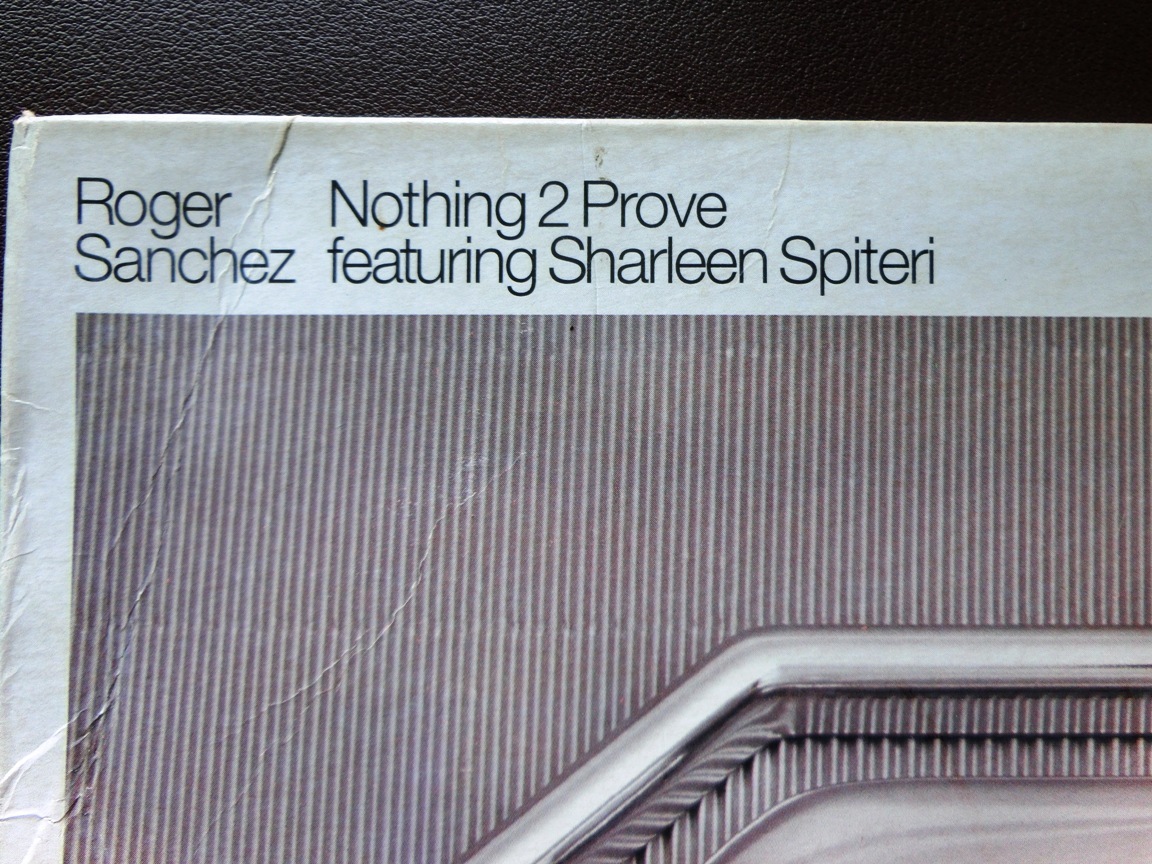 Roger
Sanchez
Nothing 2 Prove
featuring Sharleen Spiteri